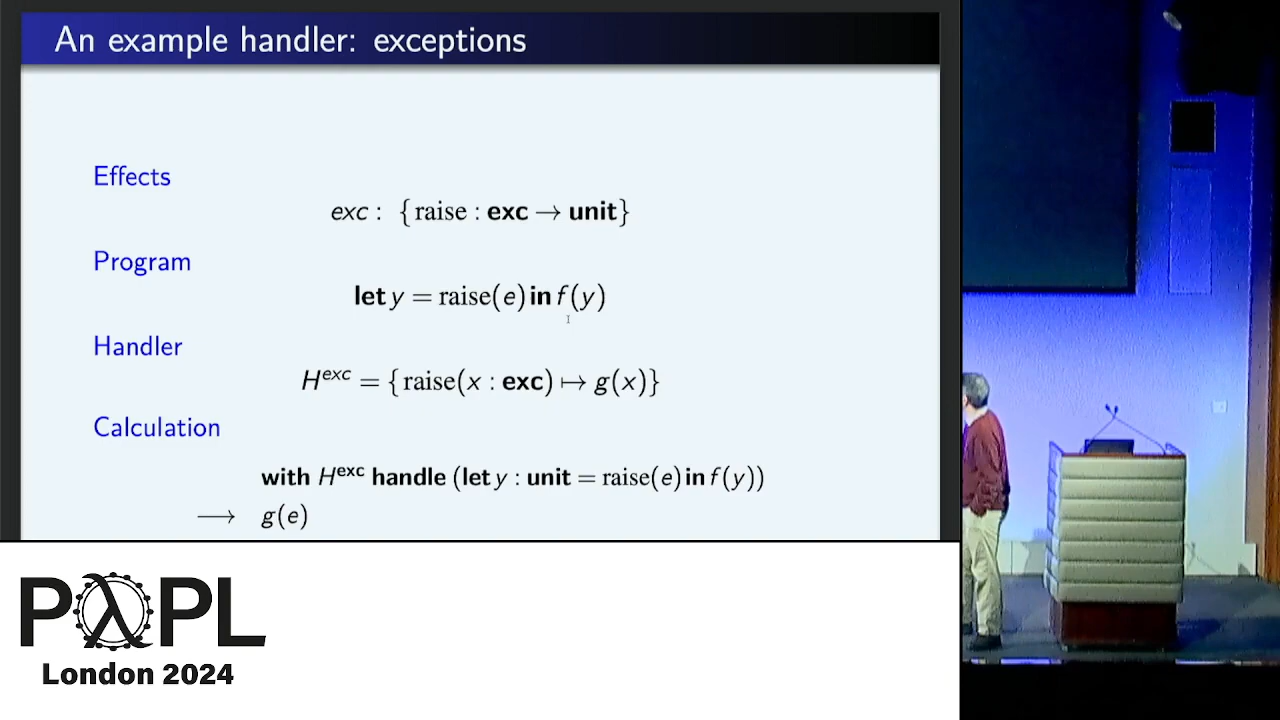 An example handler: exceptions
Effects
exc : {raise : exc → unit}
Program
let y = raise(e) in f(y)
Handler
H^exc = {raise(x : exc) ↦ g(x)}
Calculation
with H^exc handle (let y : unit = raise(e) in f(y))
⟶ g(e)
PλPL
London 2024